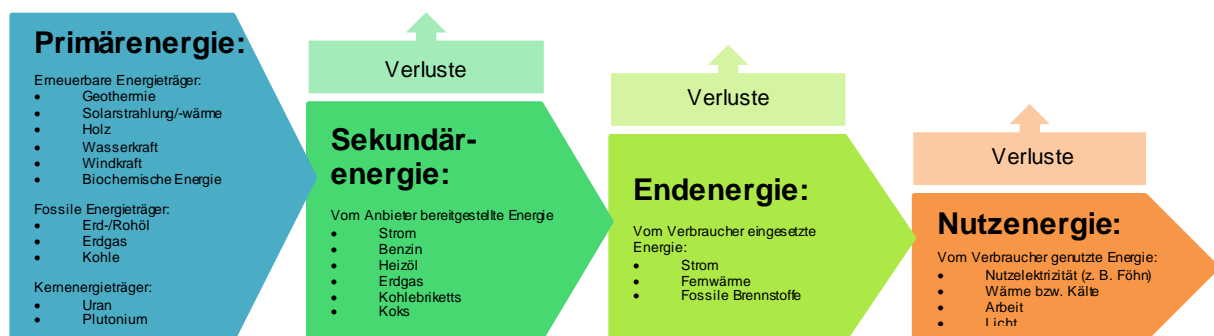 Primärenergie:
Erneuerbare Energieträger:
• Geothermie
• Solarstrahlung/-wärme
• Holz
• Wasserkraft
• Windkraft
• Biochemische Energie
Fossile Energieträger:
• Erd-/Rohöl
• Erdgas
• Kohle
Kernenergieträger:
• Uran
• Plutonium
Verluste
Sekundär-
energie:
Vom Anbieter bereitgestellte Energie
• Strom
• Benzin
• Heizöl
• Erdgas
• Kohlebriketts
• Koks
Verluste
Endenergie:
Vom Verbraucher eingesetzte
Energie:
• Strom
• Fernwärme
• Fossile Brennstoffe
Verluste
Nutzenergie:
Vom Verbraucher genutzte Energie:
• Nutzelektrizität (z. B. Föhn)
• Wärme bzw. Kälte
• Arbeit
• Licht